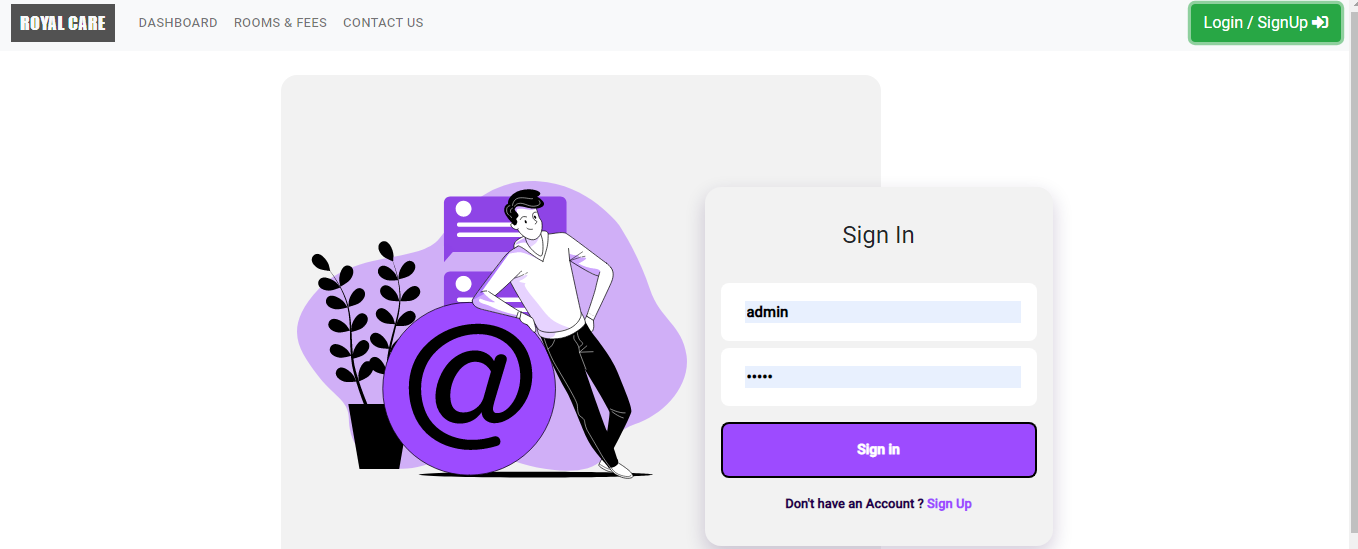 ROYAL CARE
DASHBOARD
ROOMS & FEES
CONTACT US
Login / SignUp
Sign In
admin
•••••
Sign in
Don't have an Account ? Sign Up
@